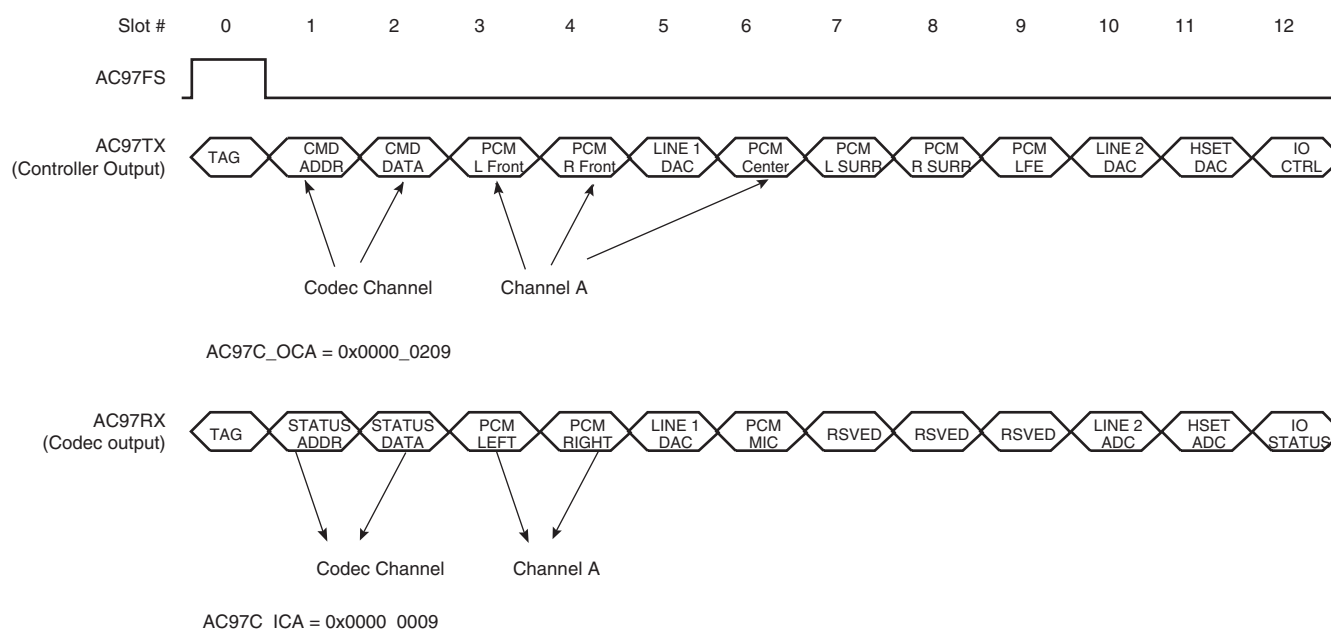 Slot # 0 1 2 3 4 5 6 7 8 9 10 11 12
AC97FS
AC97TX
(Controller Output)
TAG
CMD
ADDR
CMD
DATA
PCM
L Front
PCM
R Front
LINE 1
DAC
PCM
Center
PCM
L SURR
PCM
R SURR
PCM
LFE
LINE 2
DAC
HSET
DAC
IO
CTRL
Codec Channel
Channel A
AC97C_OCA = 0x0000_0209
AC97RX
(Codec output)
TAG
STATUS
ADDR
STATUS
DATA
PCM
LEFT
PCM
RIGHT
LINE 1
DAC
PCM
MIC
RSVED
RSVED
RSVED
LINE 2
ADC
HSET
ADC
IO
STATUS
Codec Channel
Channel A
AC97C_ICA = 0x0000_0009